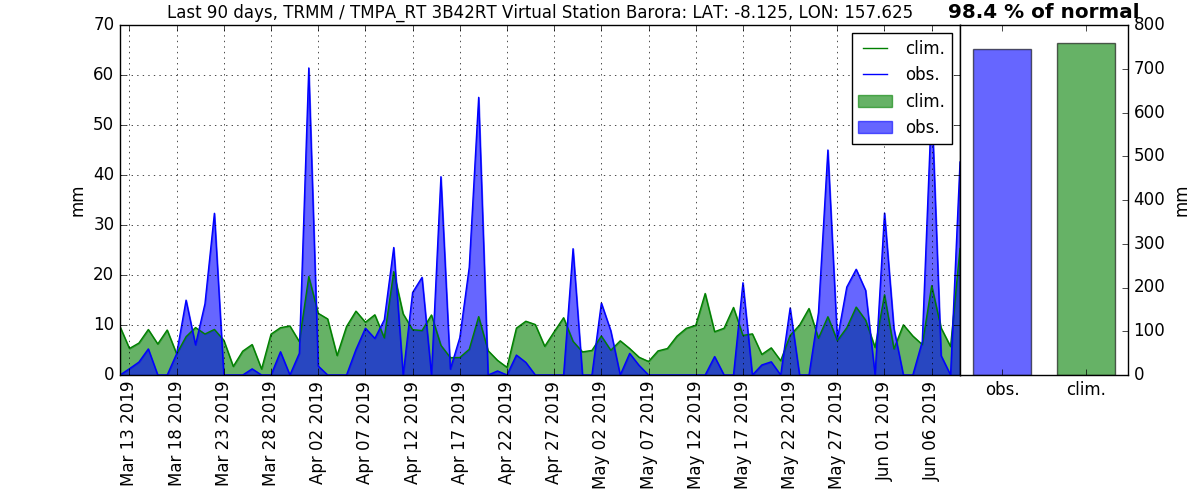 Last 90 days, TRMM / TMPA_RT 3B42RT Virtual Station Barora: LAT: -8.125, LON: 157.625
98.4 % of normal
70
60
50
40
30
20
10
0
mm
clim.
obs.
clim.
obs.
Mar 13 2019
Mar 18 2019
Mar 23 2019
Mar 28 2019
Apr 02 2019
Apr 07 2019
Apr 12 2019
Apr 17 2019
Apr 22 2019
Apr 27 2019
May 02 2019
May 07 2019
May 12 2019
May 17 2019
May 22 2019
May 27 2019
Jun 01 2019
Jun 06 2019
800
700
600
500
400
300
200
100
0
mm
obs.
clim.